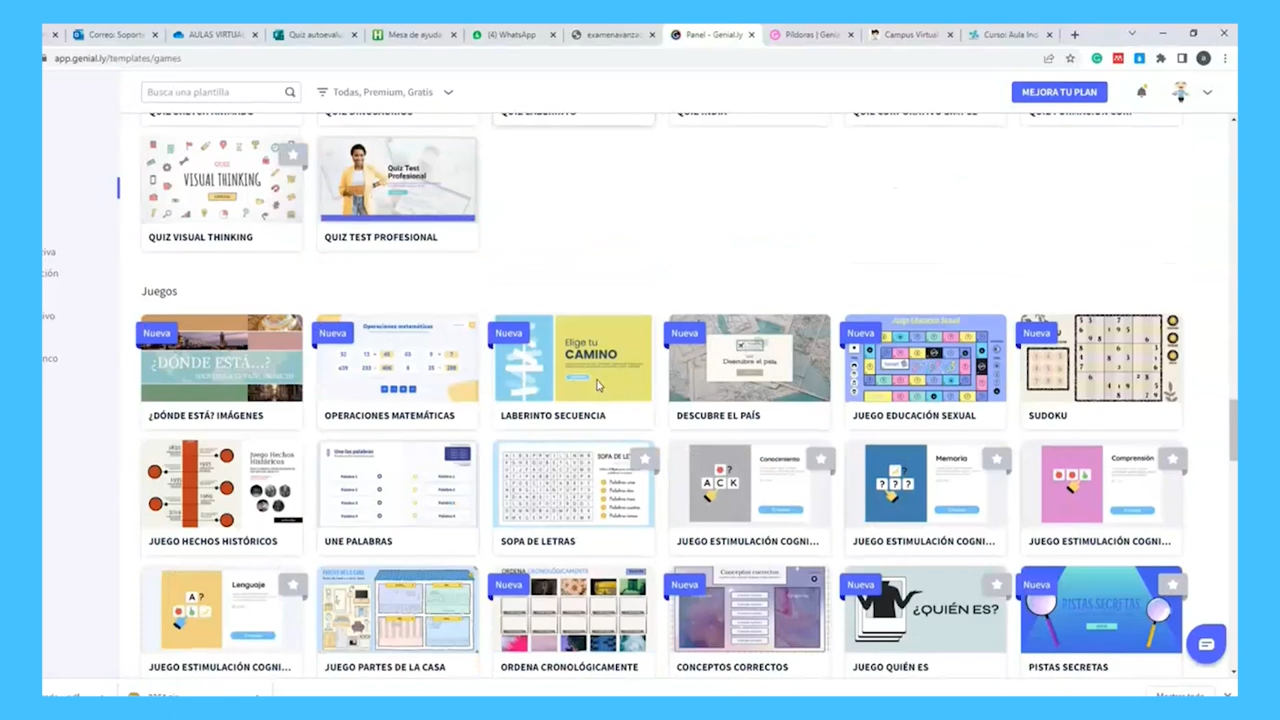 Correo: Soporte
AULAS VIRTUAL
Quiz autoevalu
Mesa de ayuda
(4) WhatsApp
examenavanza
Panel - Genial.ly
Píldoras | Genia
Campus Virtual
Curso: Aula Inc
app.genial.ly/templates/games
Busca una plantilla
Todas, Premium, Gratis
MEJORA TU PLAN
QUIZ
VISUAL THINKING
Quiz Test
Profesional
QUIZ VISUAL THINKING
QUIZ TEST PROFESIONAL
Juegos
Nueva
¿DÓNDE ESTÁ...?
Nueva
Operaciones matemáticas
Nueva
Elige tu
CAMINO
Nueva
Descubre el país
Nueva
Juego Educación Sexual
Nueva
¿DÓNDE ESTÁ? IMÁGENES
OPERACIONES MATEMÁTICAS
LABERINTO SECUENCIA
DESCUBRE EL PAÍS
JUEGO EDUCACIÓN SEXUAL
SUDOKU
Juego Hechos
Históricos
Une las palabras
SOPA DE LE
Conocimiento
A C K
Memoria
Comprensión
JUEGO HECHOS HISTÓRICOS
UNE PALABRAS
SOPA DE LETRAS
JUEGO ESTIMULACIÓN COGNI...
JUEGO ESTIMULACIÓN COGNI...
JUEGO ESTIMULACIÓN COGNI...
Lenguaje
A ?
Nueva
ORDENA CRONOLÓGICAMENTE
Nueva
Conceptos correctos
Nueva
¿QUIÉN ES?
Nueva
PISTAS SECRETAS
JUEGO ESTIMULACIÓN COGNI...
JUEGO PARTES DE LA CASA
ORDENA CRONOLÓGICAMENTE
CONCEPTOS CORRECTOS
JUEGO QUIÉN ES
PISTAS SECRETAS